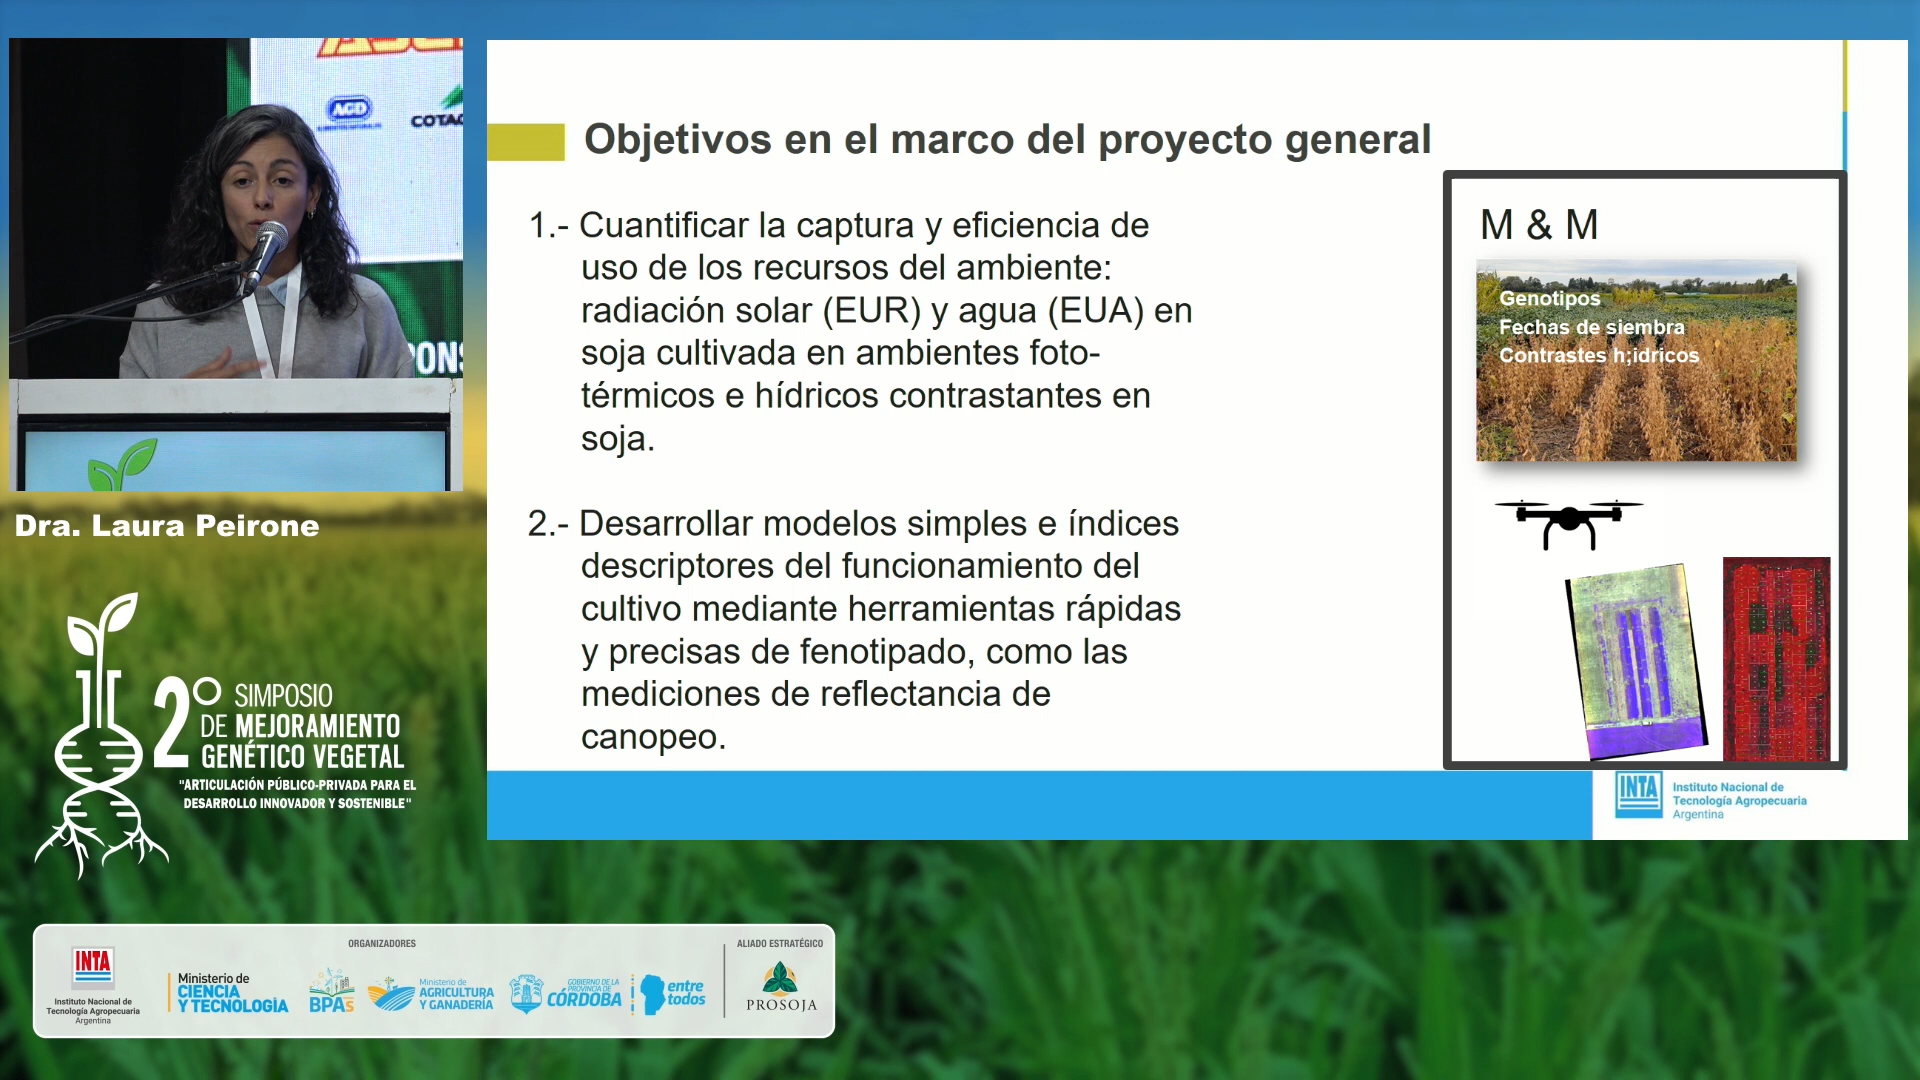 AGD
COTAG
PONS
Dra. Laura Peirone
2° SIMPOSIO
DE MEJORAMIENTO
GENÉTICO VEGETAL
"ARTICULACIÓN PÚBLICO-PRIVADA PARA EL
DESARROLLO INNOVADOR Y SOSTENIBLE"
Objetivos en el marco del proyecto general
1.- Cuantificar la captura y eficiencia de
uso de los recursos del ambiente:
radiación solar (EUR) y agua (EUA) en
soja cultivada en ambientes foto-
térmicos e hídricos contrastantes en
soja.
2.- Desarrollar modelos simples e índices
descriptores del funcionamiento del
cultivo mediante herramientas rápidas
y precisas de fenotipado, como las
mediciones de reflectancia de
canopeo.
M & M
Genotipos
Fechas de siembra
Contrastes h;idricos
INTA
Instituto Nacional de
Tecnología Agropecuaria
Argentina
ORGANIZADORES
INTA
Instituto Nacional de
Tecnología Agropecuaria
Argentina
Ministerio de
CIENCIA
Y TECNOLOGÍA
BPAs
Ministerio de
AGRICULTURA
Y GANADERÍA
GOBIERNO DE LA
PROVINCIA DE
CÓRDOBA
entre
todos
ALIADO ESTRATÉGICO
PROSOJA